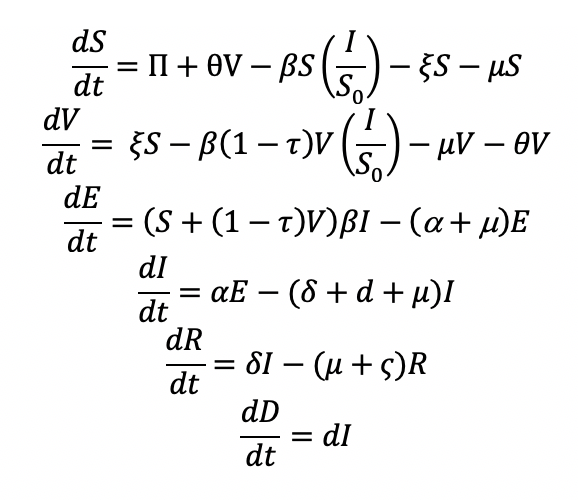 dS/dt = Π + θV − βS(I/S₀) − ξS − μS
dV/dt = ξS − β(1 − τ)V(I/S₀) − μV − θV
dE/dt = (S + (1 − τ)V)βI − (α + μ)E
dI/dt = αE − (δ + d + μ)I
dR/dt = δI − (μ + ς)R
dD/dt = dI